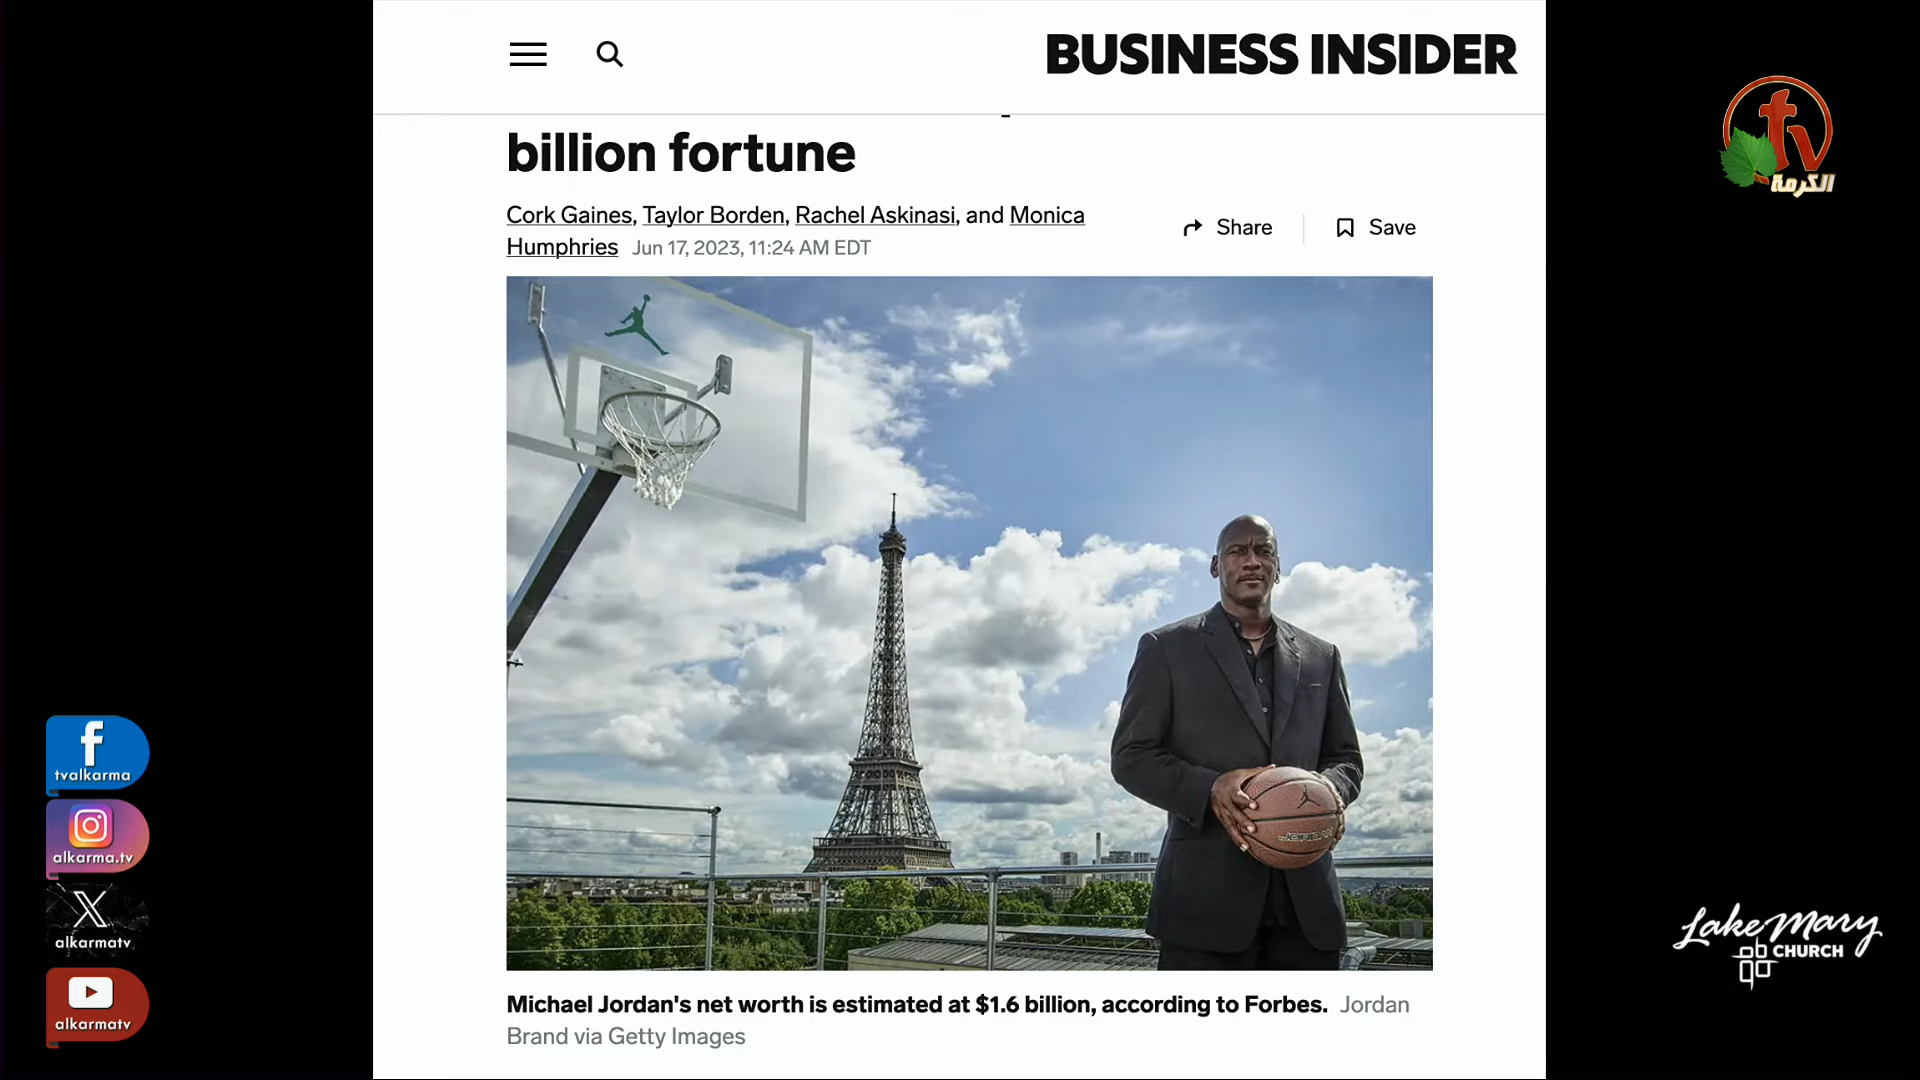 BUSINESS INSIDER
billion fortune
Cork Gaines, Taylor Borden, Rachel Askinasi, and Monica
Humphries Jun 17, 2023, 11:24 AM EDT
Share
Save
JORDAN
Michael Jordan's net worth is estimated at $1.6 billion, according to Forbes. Jordan
Brand via Getty Images
tv
الكرمة
f
tvalkarma
alkarma.tv
X
alkarmatv
alkarmatv
Lake Mary
CHURCH